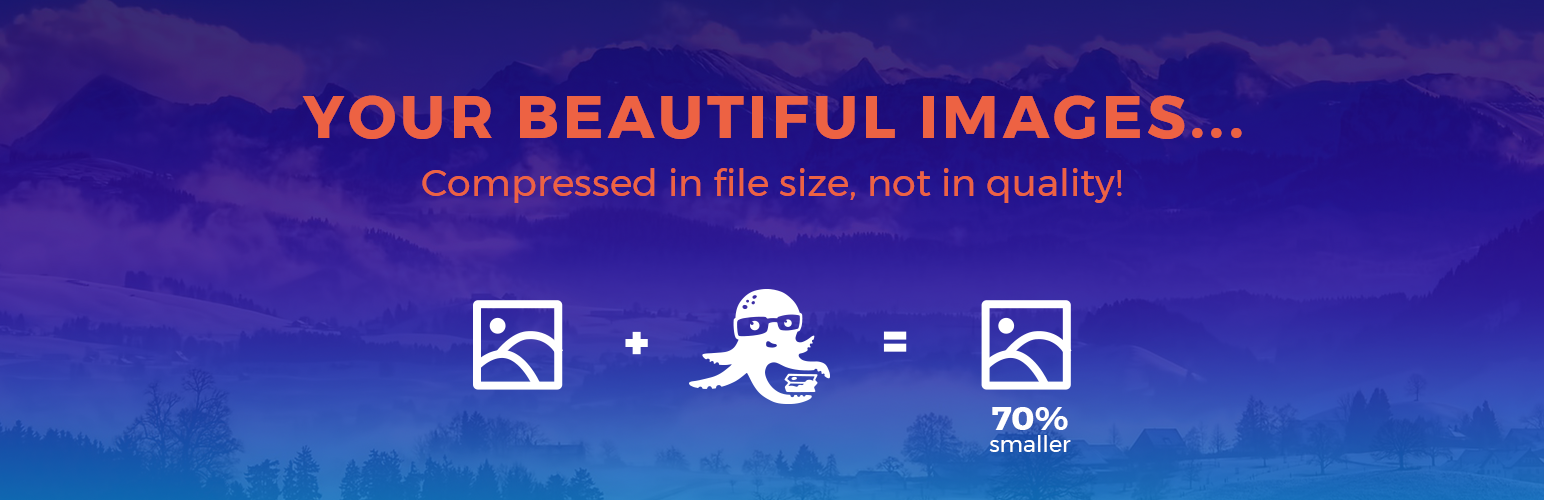 YOUR BEAUTIFUL IMAGES...
Compressed in file size, not in quality!
+
=
70%
smaller